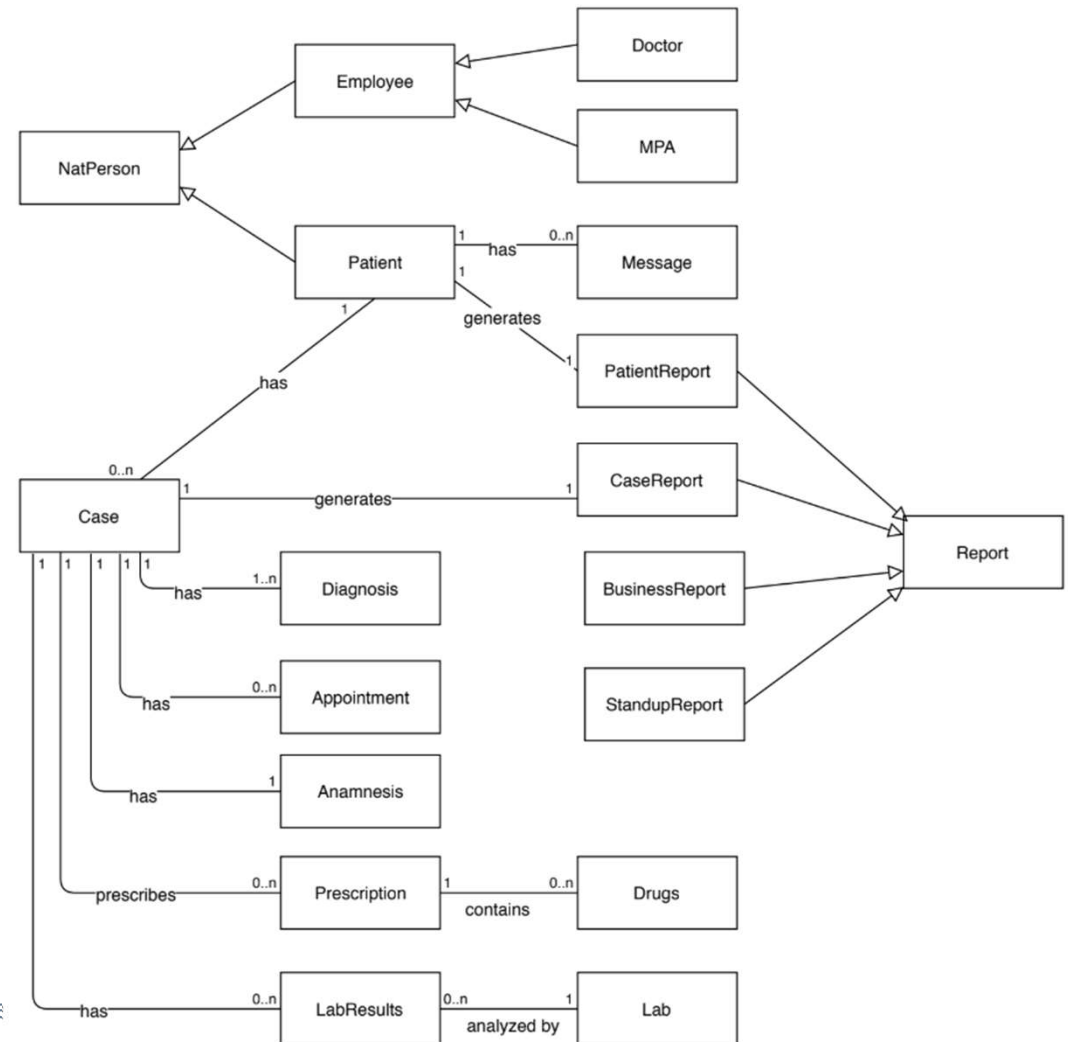 Doctor
Employee
MPA
NatPerson
Patient
1
has
0..n
Message
1
generates
1
PatientReport
1
has
0..n
Case
1
generates
1
CaseReport
Report
1
1
1
1
1
has
1..n
Diagnosis
BusinessReport
has
0..n
Appointment
StandupReport
has
1
Anamnesis
prescribes
0..n
Prescription
1
contains
0..n
Drugs
has
0..n
LabResults
0..n
analyzed by
1
Lab